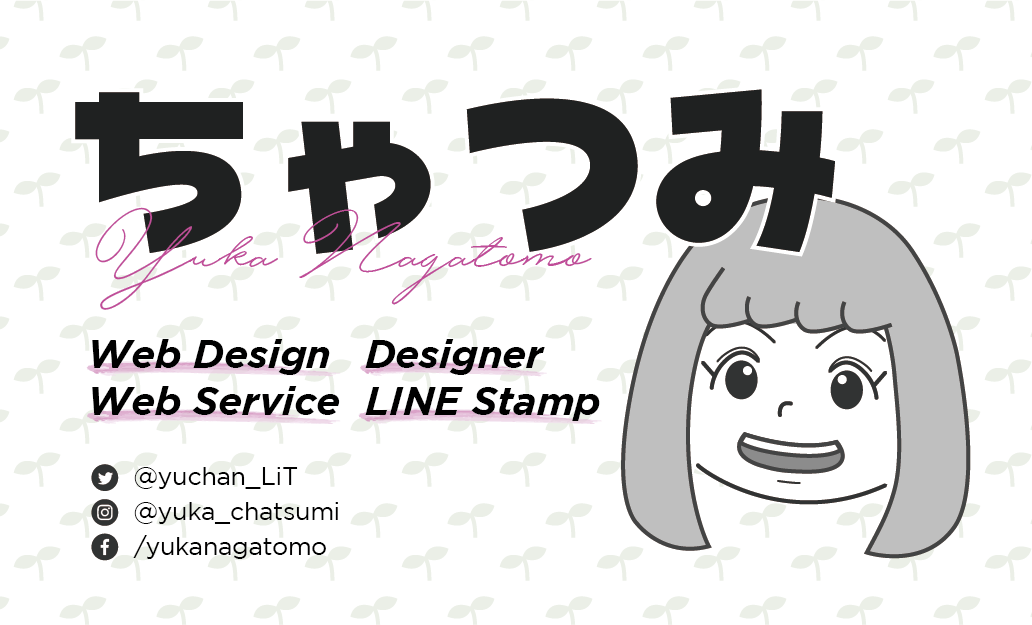 ちゃつみ
Yuka Nagatomo
Web Design Designer
Web Service LINE Stamp
@yuchan_LiT
@yuka_chatsumi
/yukanagatomo